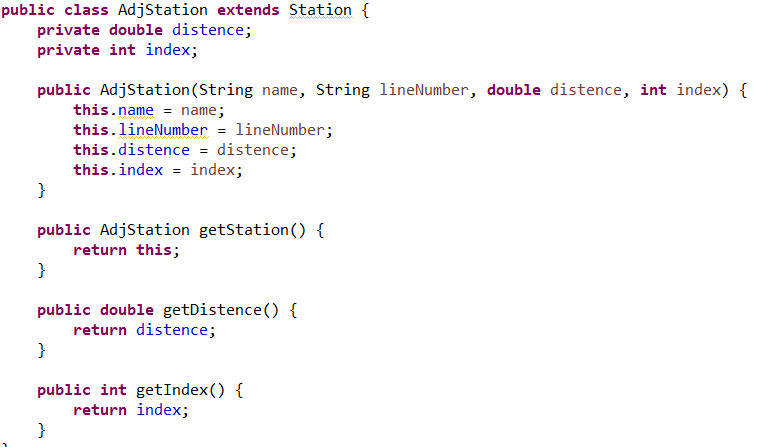 public class AdjStation extends Station {
    private double distence;
    private int index;

    public AdjStation(String name, String lineNumber, double distence, int index) {
        this.name = name;
        this.lineNumber = lineNumber;
        this.distence = distence;
        this.index = index;
    }

    public AdjStation getStation() {
        return this;
    }

    public double getDistence() {
        return distence;
    }

    public int getIndex() {
        return index;
    }